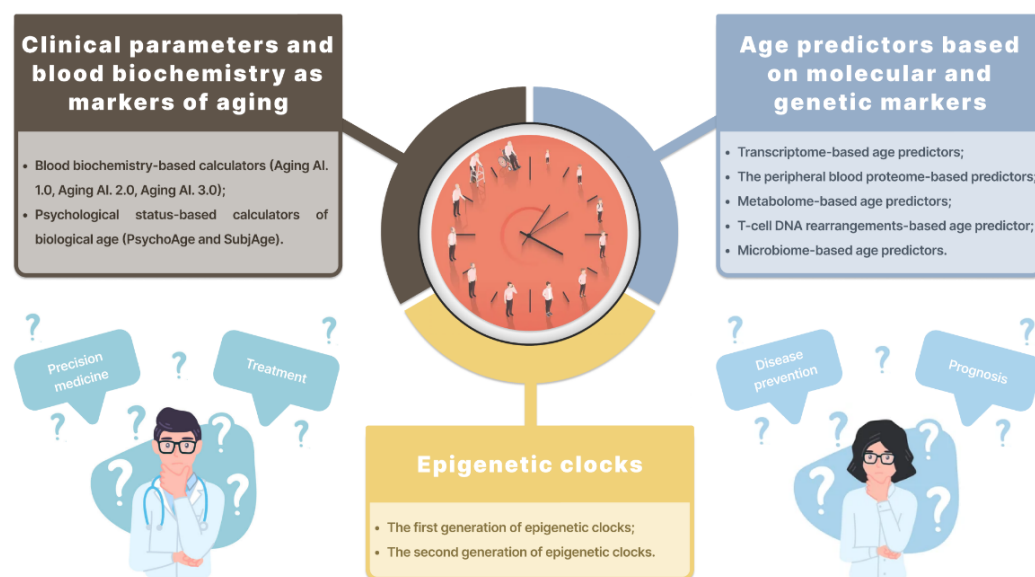 Clinical parameters and
blood biochemistry as
markers of aging
• Blood biochemistry-based calculators (Aging AI.
1.0, Aging AI. 2.0, Aging AI. 3.0);
• Psychological status-based calculators of
biological age (PsychoAge and SubjAge).
Age predictors based
on molecular and
genetic markers
• Transcriptome-based age predictors;
• The peripheral blood proteome-based predictors;
• Metabolome-based age predictors;
• T-cell DNA rearrangements-based age predictor;
• Microbiome-based age predictors.
? ? ? ? ? ? ? ?
Precision
medicine
Treatment
? ? ? ? ? ? ? ?
Disease
prevention
Prognosis
Epigenetic clocks
• The first generation of epigenetic clocks;
• The second generation of epigenetic clocks.